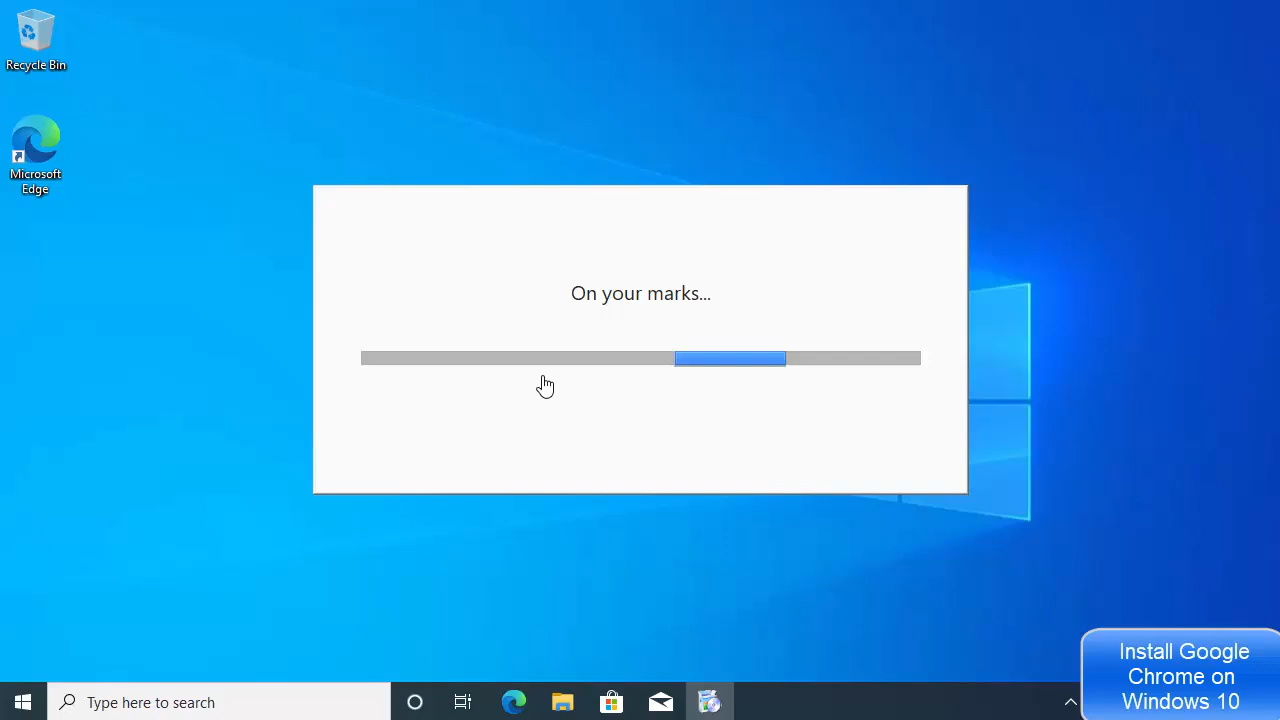 Recycle Bin
Microsoft
Edge
On your marks...
Type here to search
Install Google
Chrome on
Windows 10